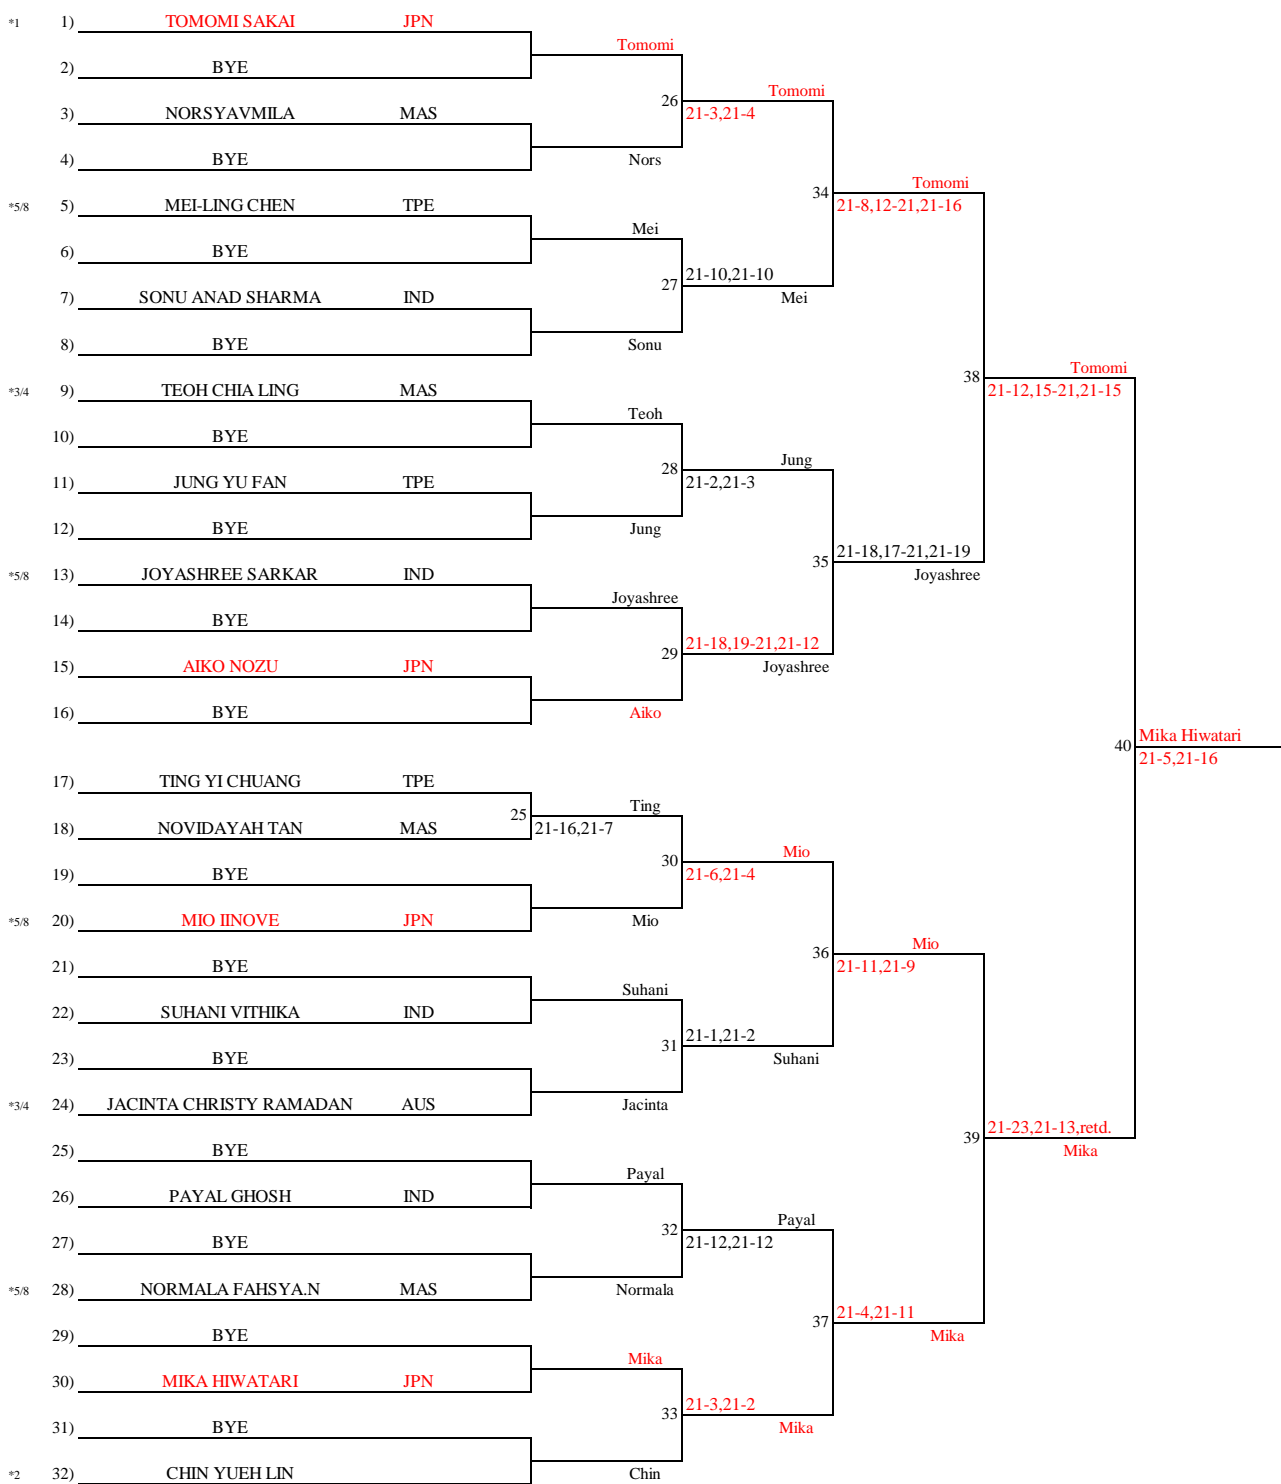 *1 1) TOMOMI SAKAI JPN
Tomomi
2) BYE
26 Tomomi
3) NORSYAVMILA MAS 21-3,21-4
4) BYE Nors
34 Tomomi
*5/8 5) MEI-LING CHEN TPE 21-8,12-21,21-16
Mei
6) BYE
27 21-10,21-10
7) SONU ANAD SHARMA IND Mei
8) BYE Sonu
38 Tomomi
*3/4 9) TEOH CHIA LING MAS 21-12,15-21,21-15
Teoh
10) BYE
28 Jung
11) JUNG YU FAN TPE 21-2,21-3
12) BYE Jung
35 21-18,17-21,21-19
*5/8 13) JOYASHREE SARKAR IND Joyashree
Joyashree
14) BYE
29 21-18,19-21,21-12
15) AIKO NOZU JPN Joyashree
16) BYE Aiko
40 Mika Hiwatari
21-5,21-16
17) TING YI CHUANG TPE
25 Ting
18) NOVIDAYAH TAN MAS 21-16,21-7
30 Mio
19) BYE 21-6,21-4
*5/8 20) MIO IINOVE JPN Mio
36 Mio
21) BYE 21-11,21-9
Suhani
22) SUHANI VITHIKA IND
31 21-1,21-2
23) BYE Suhani
*3/4 24) JACINTA CHRISTY RAMADAN AUS Jacinta
39 21-23,21-13,retd.
25) BYE Mika
Payal
26) PAYAL GHOSH IND
32 Payal
27) BYE 21-12,21-12
*5/8 28) NORMALA FAHSYA.N MAS Normala
37 21-4,21-11
29) BYE Mika
Mika
30) MIKA HIWATARI JPN
33 21-3,21-2
31) BYE Mika
*2 32) CHIN YUEH LIN Chin